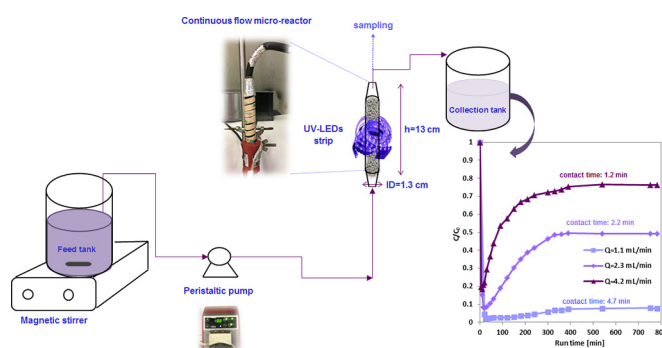 Continuous flow micro-reactor
sampling
Collection tank
UV-LEDs
strip
h=13 cm
ID=1.3 cm
Feed tank
Peristaltic pump
Magnetic stirrer
C/C₀
1
0.9
0.8
0.7
0.6
0.5
0.4
0.3
0.2
0.1
0
contact time: 1.2 min
contact time: 2.2 min
Q=1.1 mL/min
Q=2.3 mL/min
Q=4.2 mL/min
contact time: 4.7 min
0 100 200 300 400 500 600 700 800
Run time [min]